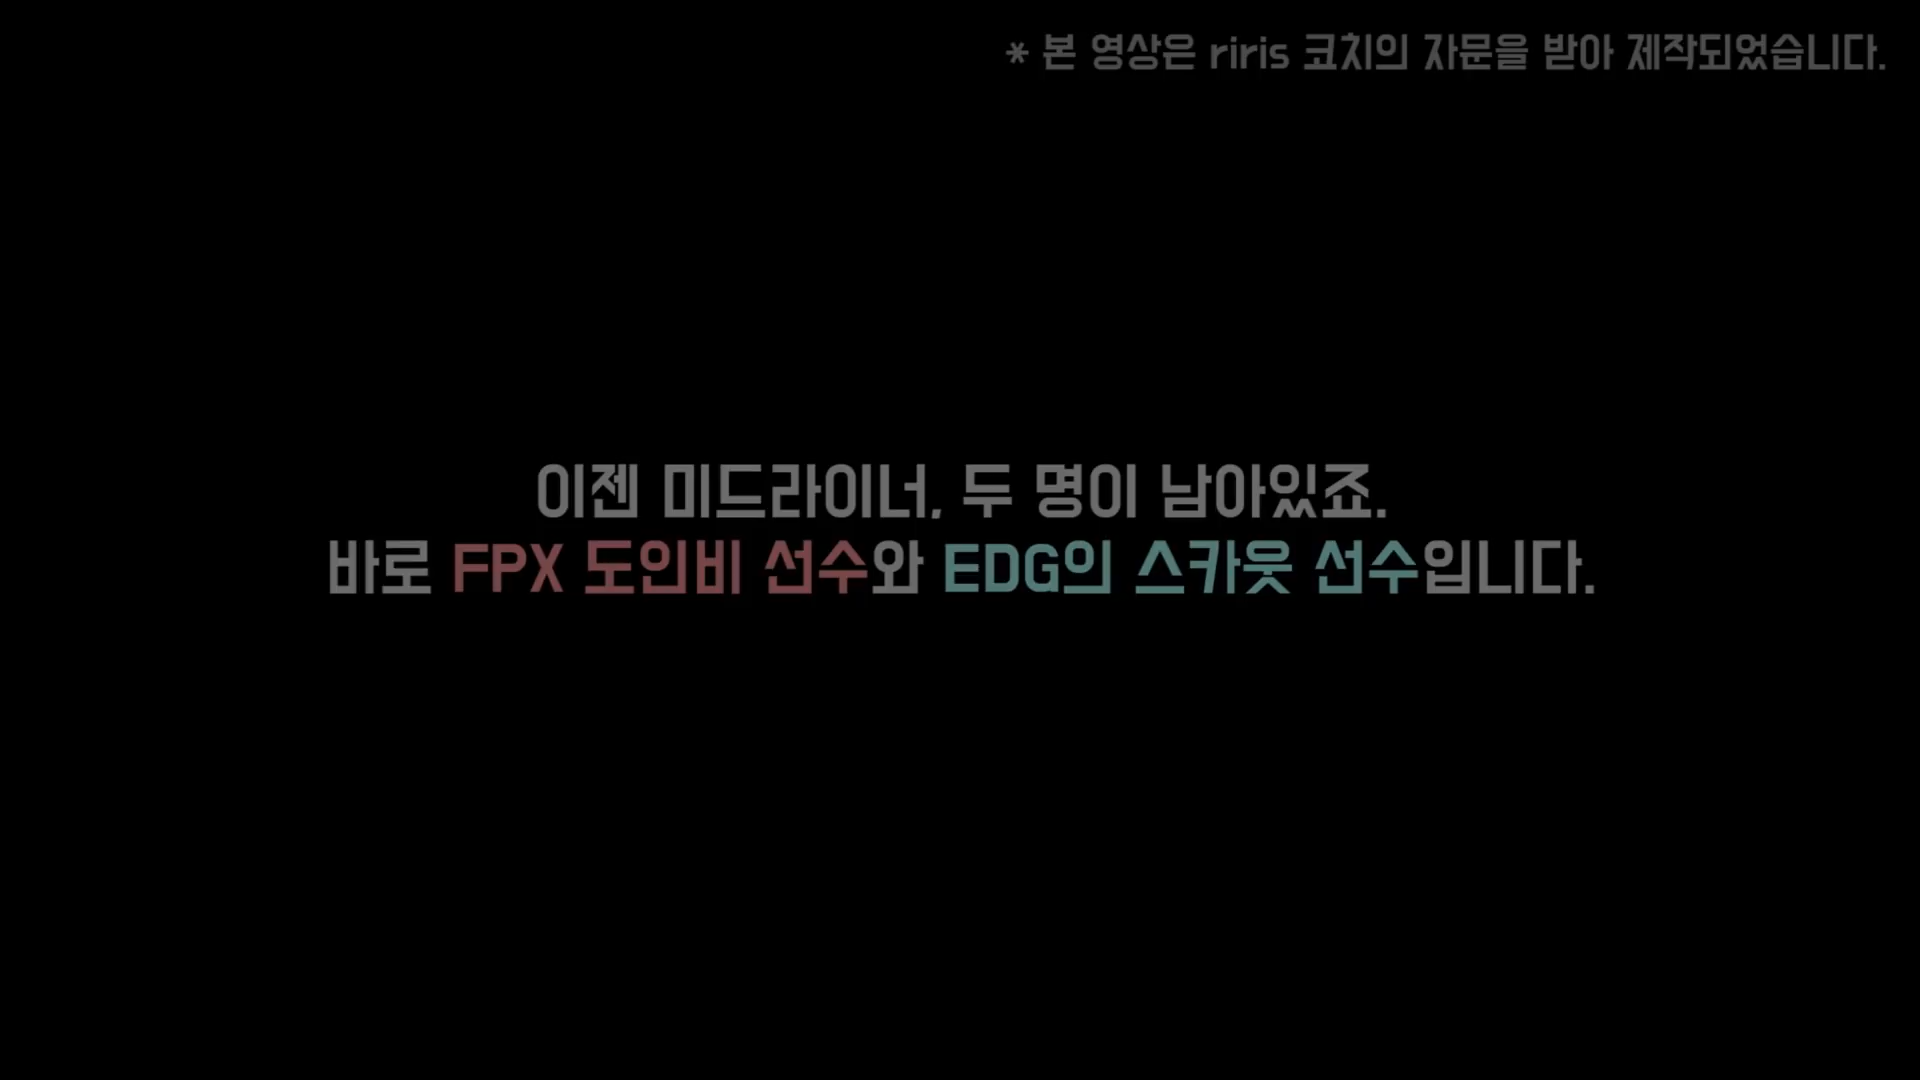 * 본 영상은 riris 코치의 자문을 받아 제작되었습니다.
이젠 미드라이너, 두 명이 남아있죠.
바로 FPX 도인비 선수와 EDG의 스카웃 선수입니다.